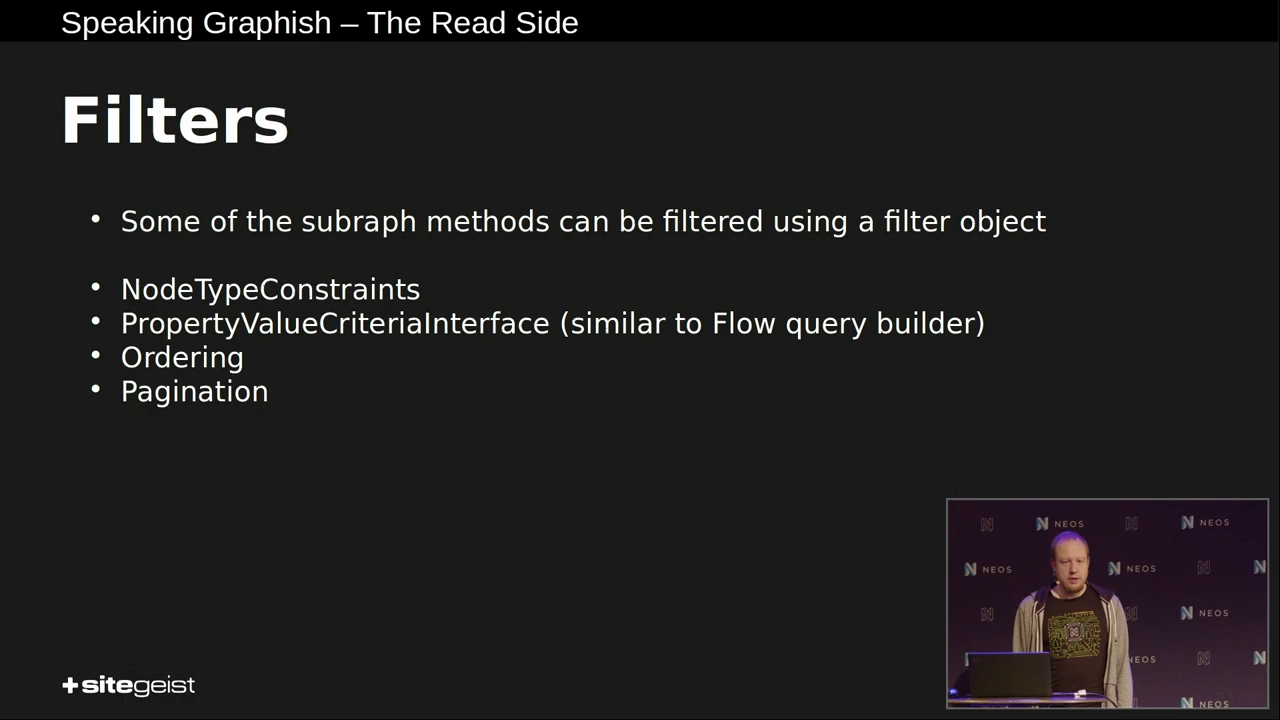 Speaking Graphish – The Read Side
Filters
• Some of the subraph methods can be filtered using a filter object
• NodeTypeConstraints
• PropertyValueCriteriaInterface (similar to Flow query builder)
• Ordering
• Pagination
NEOS NEOS
NEOS NEOS
NEOS
NEOS
NEOS
+sitegeist